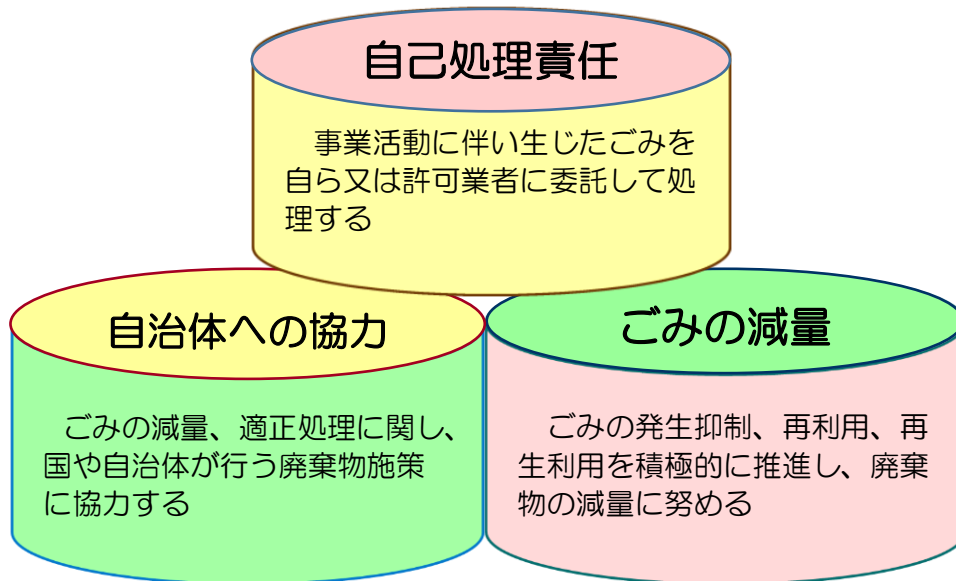 自己処理責任
事業活動に伴い生じたごみを
自ら又は許可業者に委託して処
理する
自治体への協力
ごみの減量、適正処理に関し、
国や自治体が行う廃棄物施策
に協力する
ごみの減量
ごみの発生抑制、再利用、再
生利用を積極的に推進し、廃棄
物の減量に努める